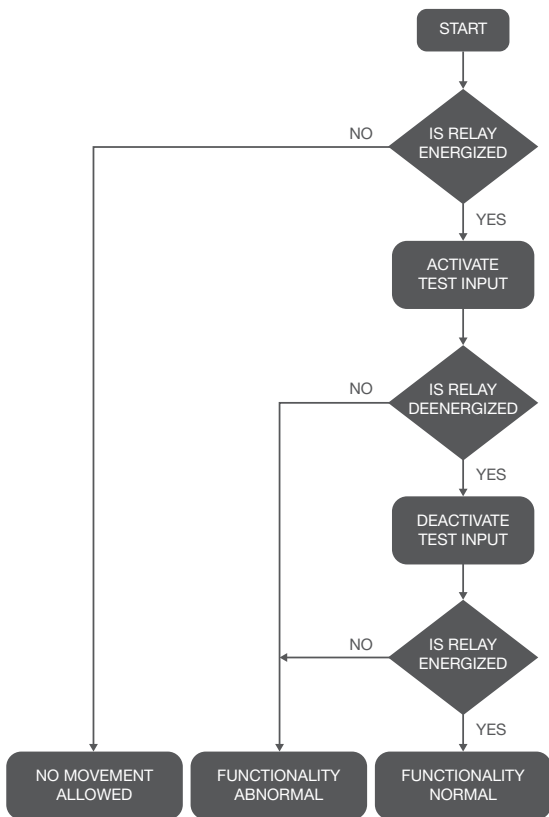 START
IS RELAY
ENERGIZED
NO
YES
ACTIVATE
TEST INPUT
IS RELAY
DEENERGIZED
NO
YES
DEACTIVATE
TEST INPUT
IS RELAY
ENERGIZED
NO
YES
NO MOVEMENT
ALLOWED
FUNCTIONALITY
ABNORMAL
FUNCTIONALITY
NORMAL